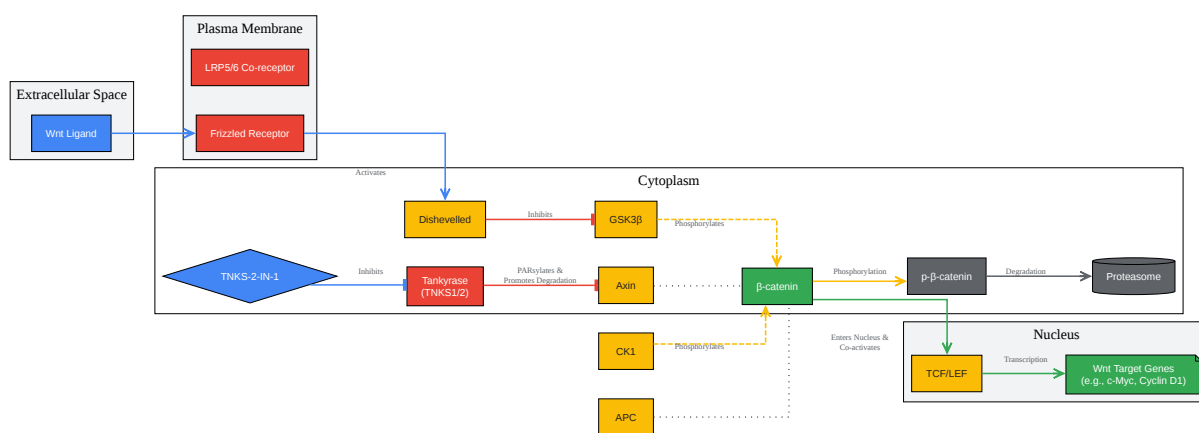 Plasma Membrane
LRP5/6 Co-receptor
Extracellular Space
Wnt Ligand
Frizzled Receptor
Activates
Cytoplasm
Dishevelled
Inhibits
GSK3β
Phosphorylates
TNKS-2-IN-1
Inhibits
Tankyrase
(TNKS1/2)
PARsylates &
Promotes Degradation
Axin
β-catenin
Phosphorylation
p-β-catenin
Degradation
Proteasome
CK1
Phosphorylates
Enters Nucleus &
Co-activates
Nucleus
TCF/LEF
Transcription
Wnt Target Genes
(e.g., c-Myc, Cyclin D1)
APC